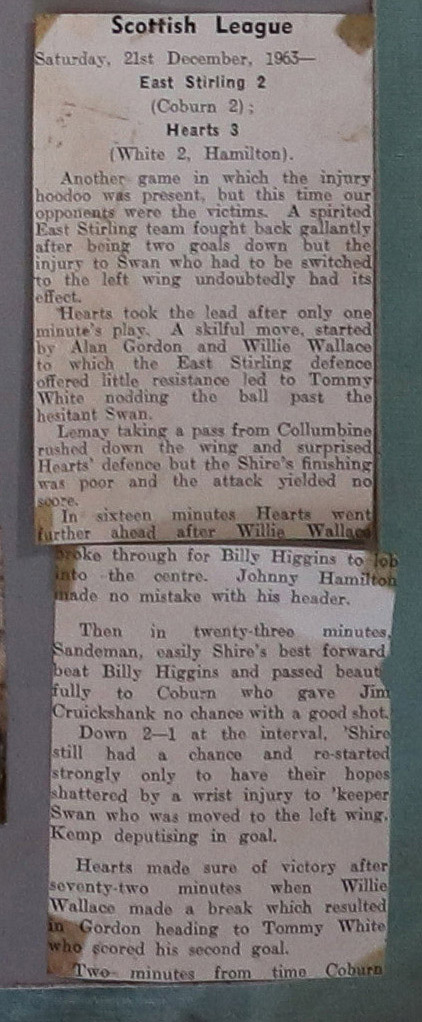 Scottish League
Saturday, 21st December, 1963—
East Stirling 2
(Coburn 2);
Hearts 3
(White 2, Hamilton).
Another game in which the injury
hoodoo was present, but this time our
opponents were the victims. A spirited
East Stirling team fought back gallantly
after being two goals down but the
injury to Swan who had to be switched
to the left wing undoubtedly had its
effect.
Hearts took the lead after only one
minute's play. A skilful move, started
by Alan Gordon and Willie Wallace
to which the East Stirling defence
offered little resistance led to Tommy
White nodding the ball past the
hesitant Swan.
Lemay taking a pass from Collumbine
rushed down the wing and surprised
Hearts' defence but the Shire's finishing
was poor and the attack yielded no
score.
In sixteen minutes Hearts went
further ahead after Willie Wallace
broke through for Billy Higgins to lob
into the centre. Johnny Hamilton
made no mistake with his header.
Then in twenty-three minutes,
Sandeman, easily Shire's best forward
beat Billy Higgins and passed beaut
fully to Coburn who gave Jim
Cruickshank no chance with a good shot.
Down 2—1 at the interval, 'Shire
still had a chance and re-started
strongly only to have their hopes
shattered by a wrist injury to 'keeper
Swan who was moved to the left wing,
Kemp deputising in goal.
Hearts made sure of victory after
seventy-two minutes when Willie
Wallace made a break which resulted
in Gordon heading to Tommy White
who scored his second goal.
Two minutes from time Coburn